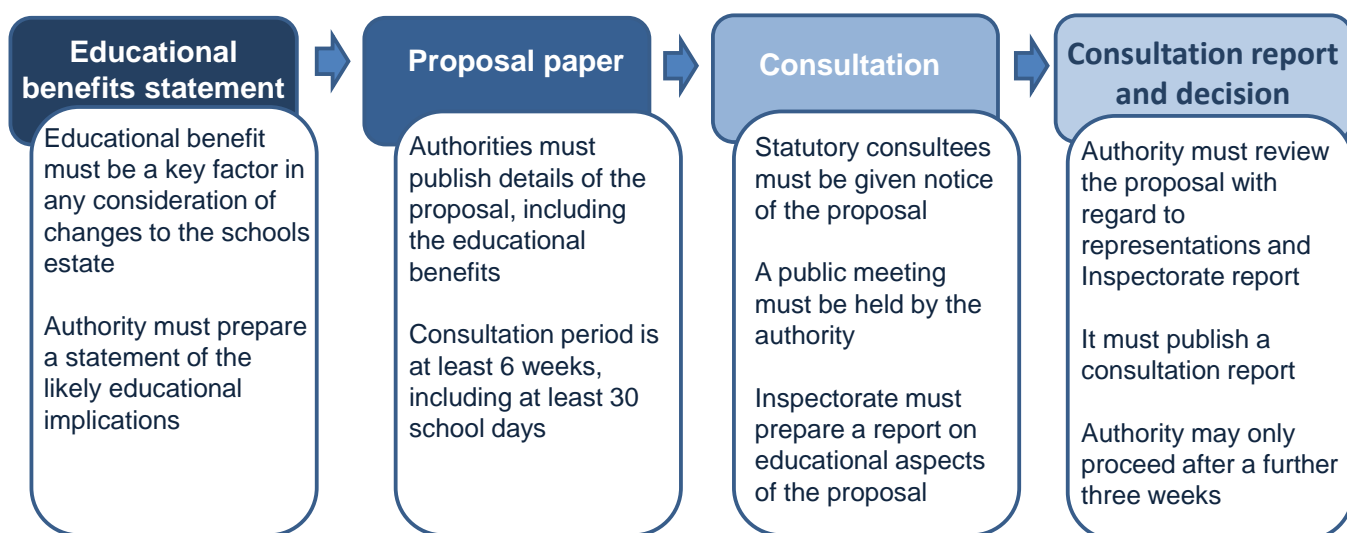 Educational
benefits statement
Educational benefit
must be a key factor in
any consideration of
changes to the schools
estate
Authority must prepare
a statement of the
likely educational
implications
Proposal paper
Authorities must
publish details of the
proposal, including
the educational
benefits
Consultation period is
at least 6 weeks,
including at least 30
school days
Consultation
Statutory consultees
must be given notice
of the proposal
A public meeting
must be held by the
authority
Inspectorate must
prepare a report on
educational aspects
of the proposal
Consultation report
and decision
Authority must review
the proposal with
regard to
representations and
Inspectorate report
It must publish a
consultation report
Authority may only
proceed after a further
three weeks